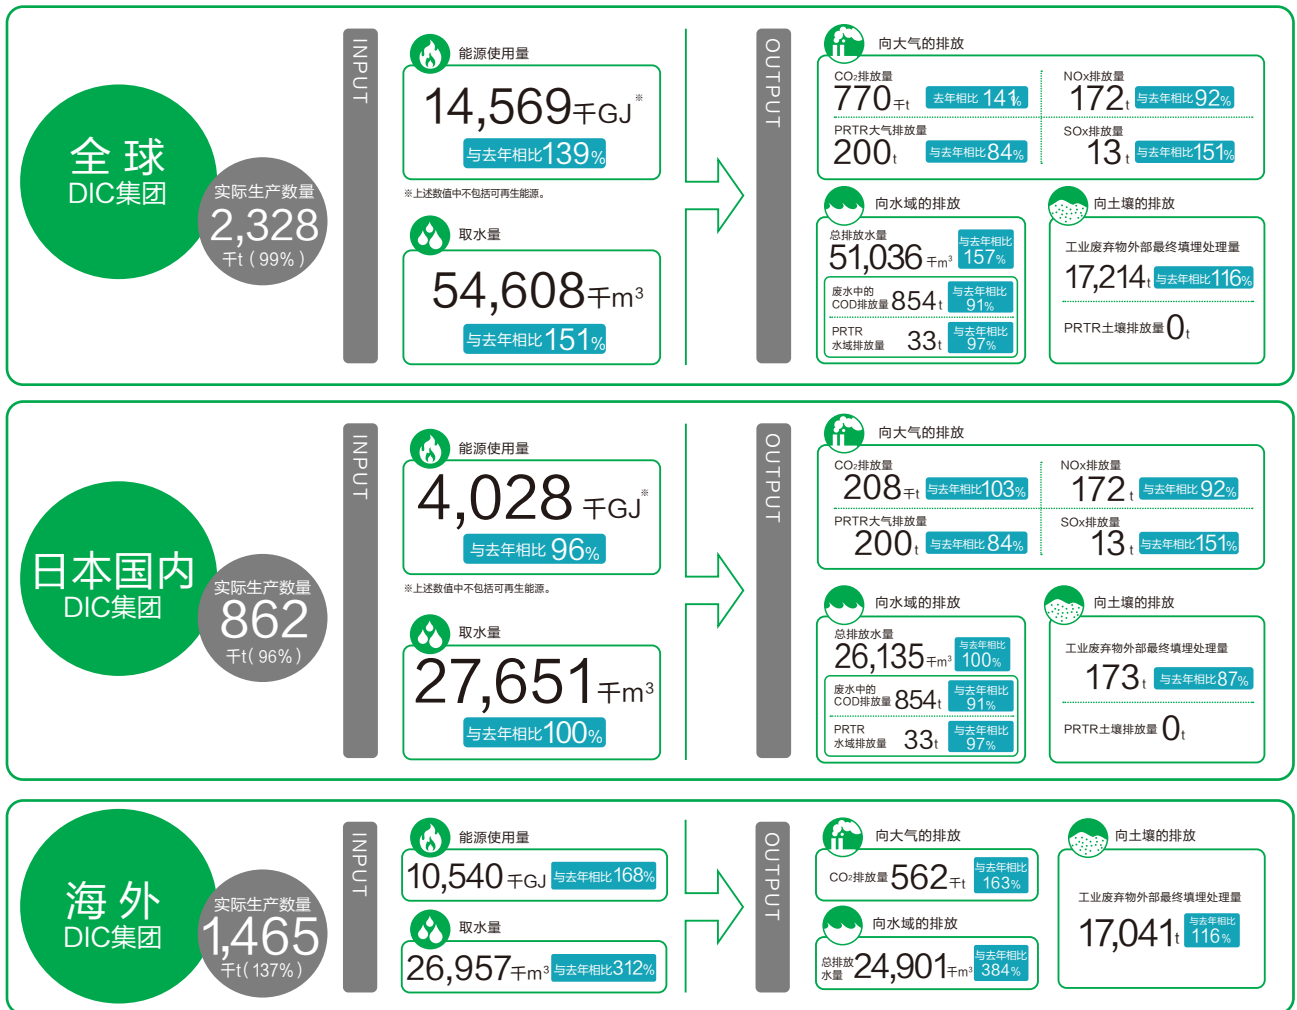 全球
DIC集团
实际生产数量
2,328
千t（99%）
INPUT
能源使用量
14,569千GJ※
与去年相比139%
※上述数值中不包括可再生能源。
取水量
54,608千m³
与去年相比151%
OUTPUT
向大气的排放
CO₂排放量
770千t 去年相比141%
NOx排放量
172t 与去年相比92%
PRTR大气排放量
200t 与去年相比84%
SOx排放量
13t 与去年相比151%
向水域的排放
总排放水量
51,036千m³ 与去年相比157%
废水中的
COD排放量 854t 与去年相比91%
PRTR
水域排放量 33t 与去年相比97%
向土壤的排放
工业废弃物外部最终填埋处理量
17,214t 与去年相比116%
PRTR土壤排放量0t
日本国内
DIC集团
实际生产数量
862
千t（96%）
INPUT
能源使用量
4,028千GJ※
与去年相比96%
※上述数值中不包括可再生能源。
取水量
27,651千m³
与去年相比100%
OUTPUT
向大气的排放
CO₂排放量
208千t 与去年相比103%
NOx排放量
172t 与去年相比92%
PRTR大气排放量
200t 与去年相比84%
SOx排放量
13t 与去年相比151%
向水域的排放
总排放水量
26,135千m³ 与去年相比100%
废水中的
COD排放量 854t 与去年相比91%
PRTR
水域排放量 33t 与去年相比97%
向土壤的排放
工业废弃物外部最终填埋处理量
173t 与去年相比87%
PRTR土壤排放量 0t
海外
DIC集团
实际生产数量
1,465
千t（137%）
INPUT
能源使用量
10,540千GJ 与去年相比168%
取水量
26,957千m³ 与去年相比312%
OUTPUT
向大气的排放
CO₂排放量562千t 与去年相比163%
向水域的排放
总排放
水量 24,901千m³ 与去年相比384%
向土壤的排放
工业废弃物外部最终填埋处理量
17,041t 与去年相比116%